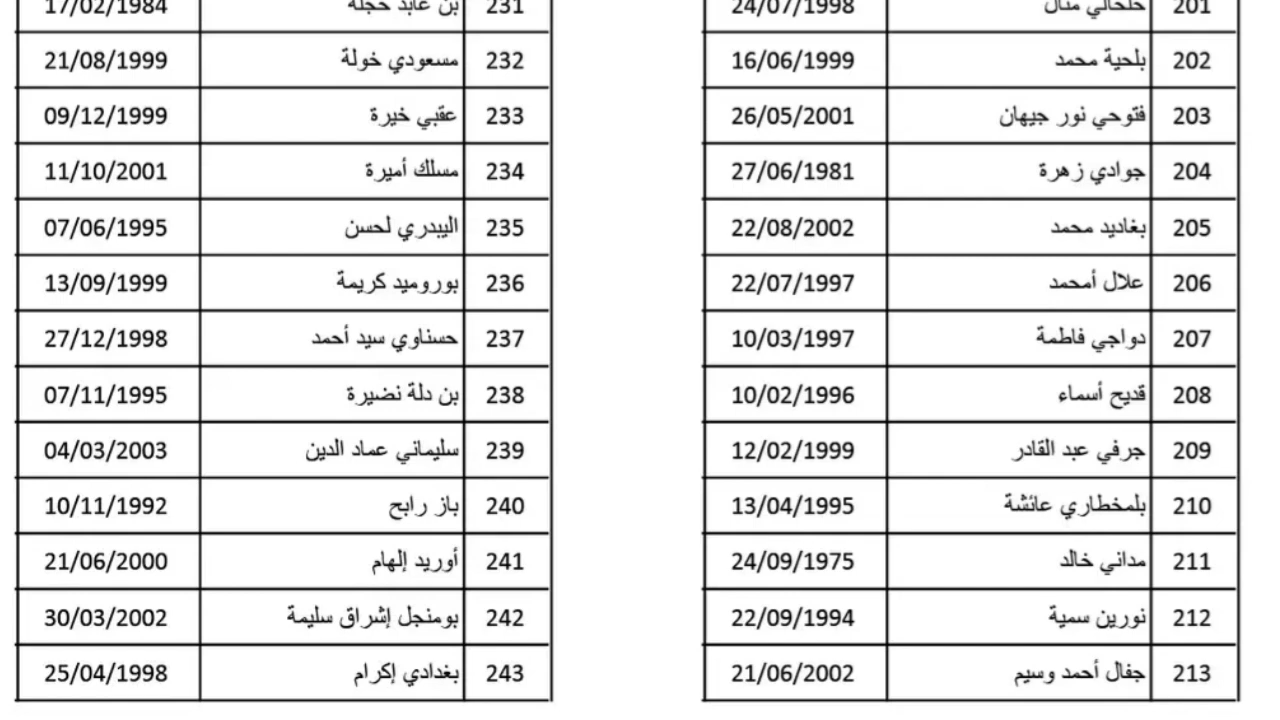 201 خلخالي منال 24/07/1998
202 بلحية محمد 16/06/1999
203 فتوحي نور جيهان 26/05/2001
204 جوادي زهرة 27/06/1981
205 بغاديد محمد 22/08/2002
206 علال أمحمد 22/07/1997
207 دواجي فاطمة 10/03/1997
208 قديح أسماء 10/02/1996
209 جرفي عبد القادر 12/02/1999
210 بلمخطاري عائشة 13/04/1995
211 مداني خالد 24/09/1975
212 نورين سمية 22/09/1994
213 جفال أحمد وسيم 21/06/2002
231 بن عابد حجلة 17/02/1984
232 مسعودي خولة 21/08/1999
233 عقبي خيرة 09/12/1999
234 مسلك أميرة 11/10/2001
235 اليبدري لحسن 07/06/1995
236 بوروميد كريمة 13/09/1999
237 حسناوي سيد أحمد 27/12/1998
238 بن دلة نضيرة 07/11/1995
239 سليماني عماد الدين 04/03/2003
240 باز رابح 10/11/1992
241 أوريد إلهام 21/06/2000
242 بومنجل إشراق سليمة 30/03/2002
243 بغدادي إكرام 25/04/1998